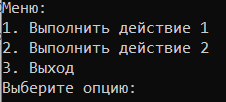 Меню:
1. Выполнить действие 1
2. Выполнить действие 2
3. Выход
Выберите опцию: